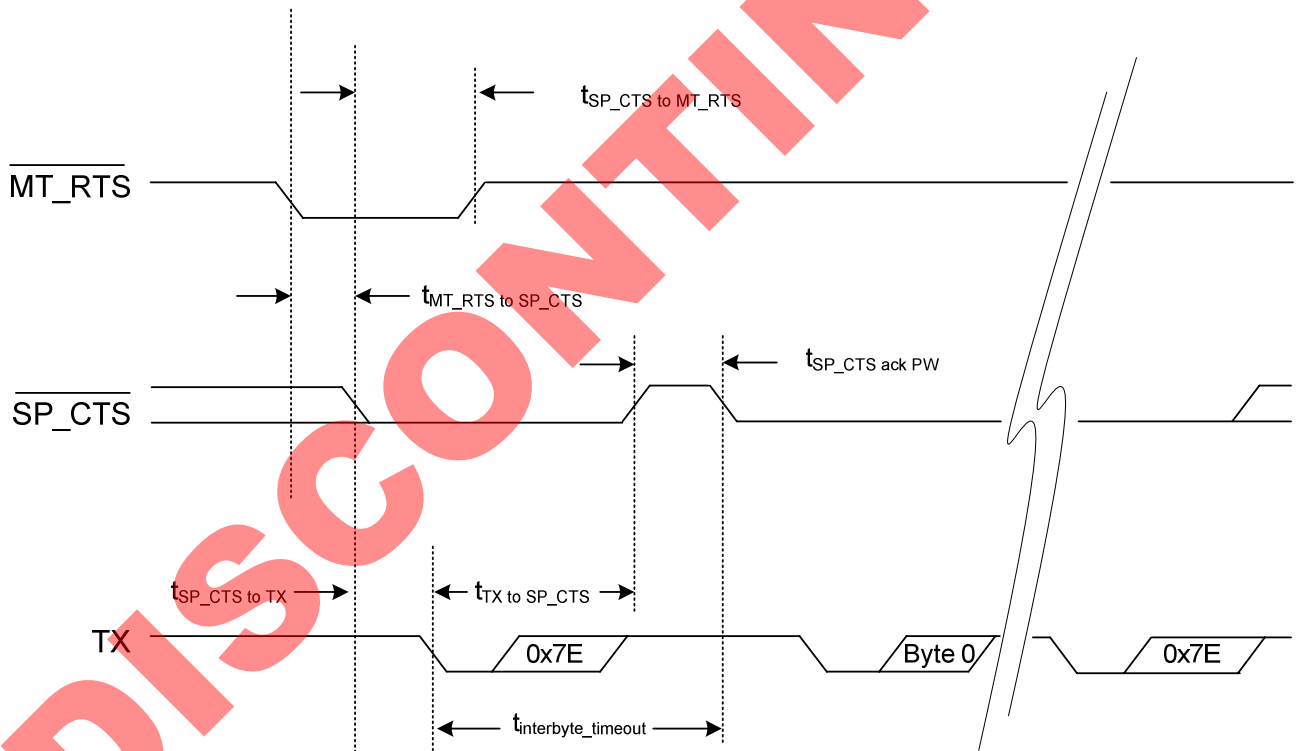 tSP_CTS to MT_RTS
MT_RTS
tMT_RTS to SP_CTS
tSP_CTS ack PW
SP_CTS
tSP_CTS to TX
tTX to SP_CTS
TX
0x7E
Byte 0
0x7E
tinterbyte_timeout
DISCONTIN